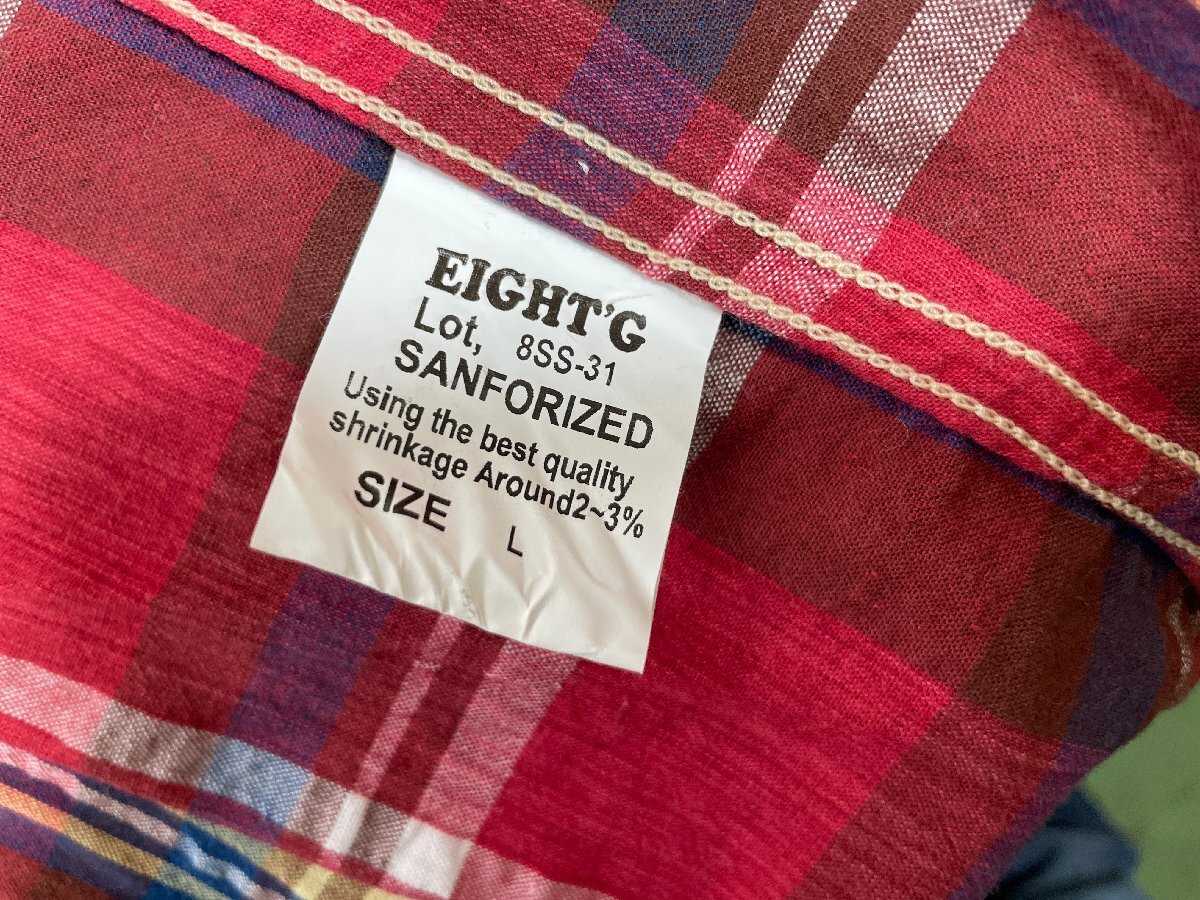 EIGHT'G
Lot, 8SS-31
SANFORIZED
Using the best quality
shrinkage Around2~3%
SIZE L